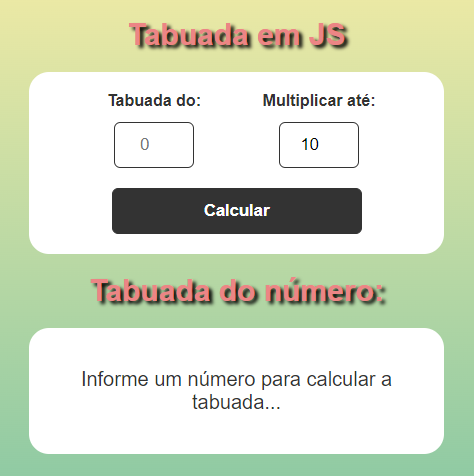 Tabuada em JS
Tabuada do: Multiplicar até:
0 10
Calcular
Tabuada do número:
Informe um número para calcular a
tabuada...